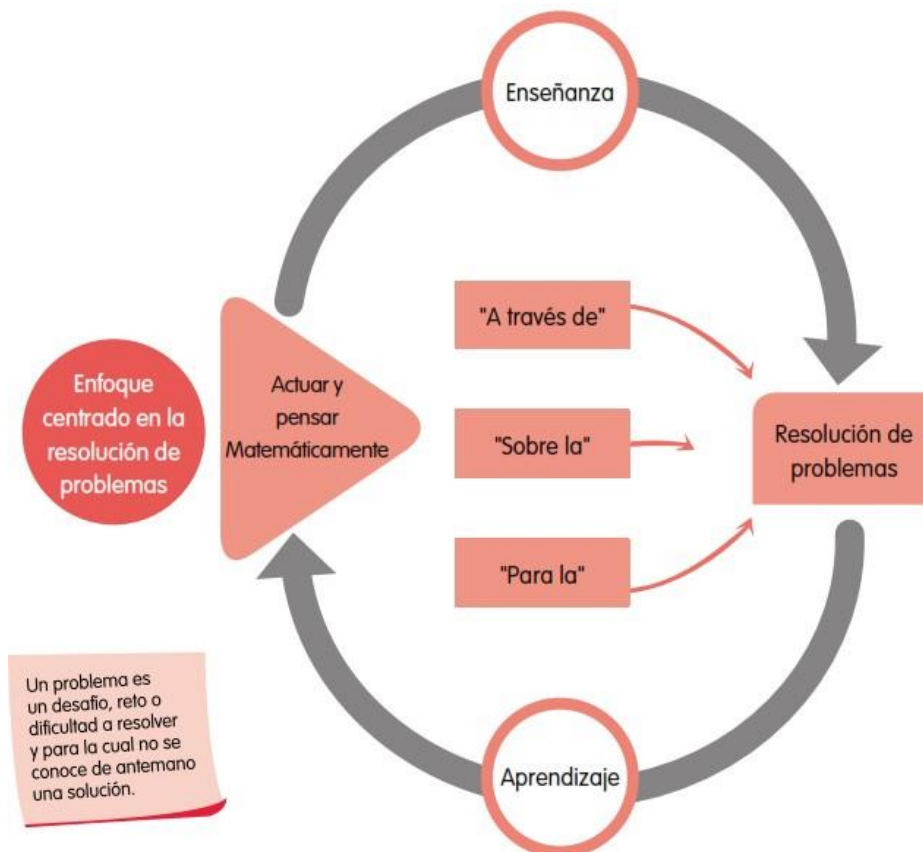 Enseñanza
"A través de"
Enfoque
centrado en la
resolución de
problemas
Actuar y
pensar
Matemáticamente
"Sobre la"
Resolución de
problemas
"Para la"
Un problema es
un desafío, reto o
dificultad a resolver
y para la cual no se
conoce de antemano
una solución.
Aprendizaje